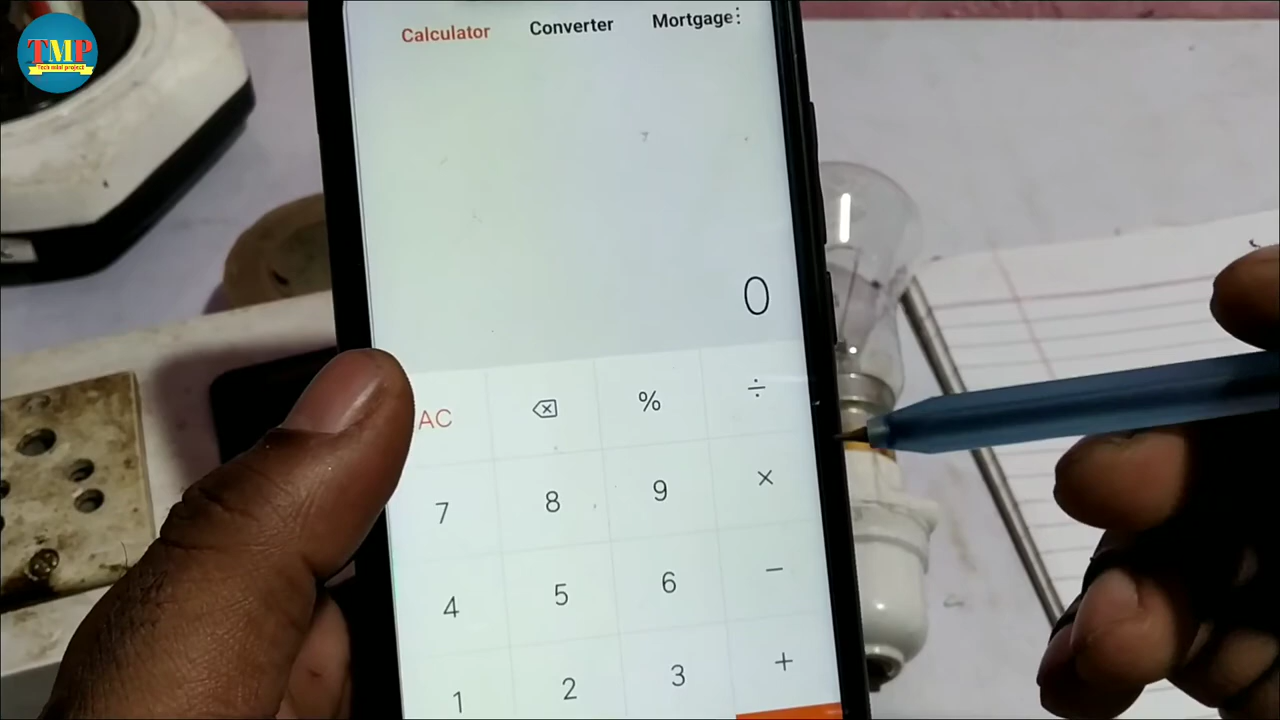 TMP
Tech mini project
Calculator Converter Mortgage
0
AC % ÷
7 8 9 ×
4 5 6 −
1 2 3 +